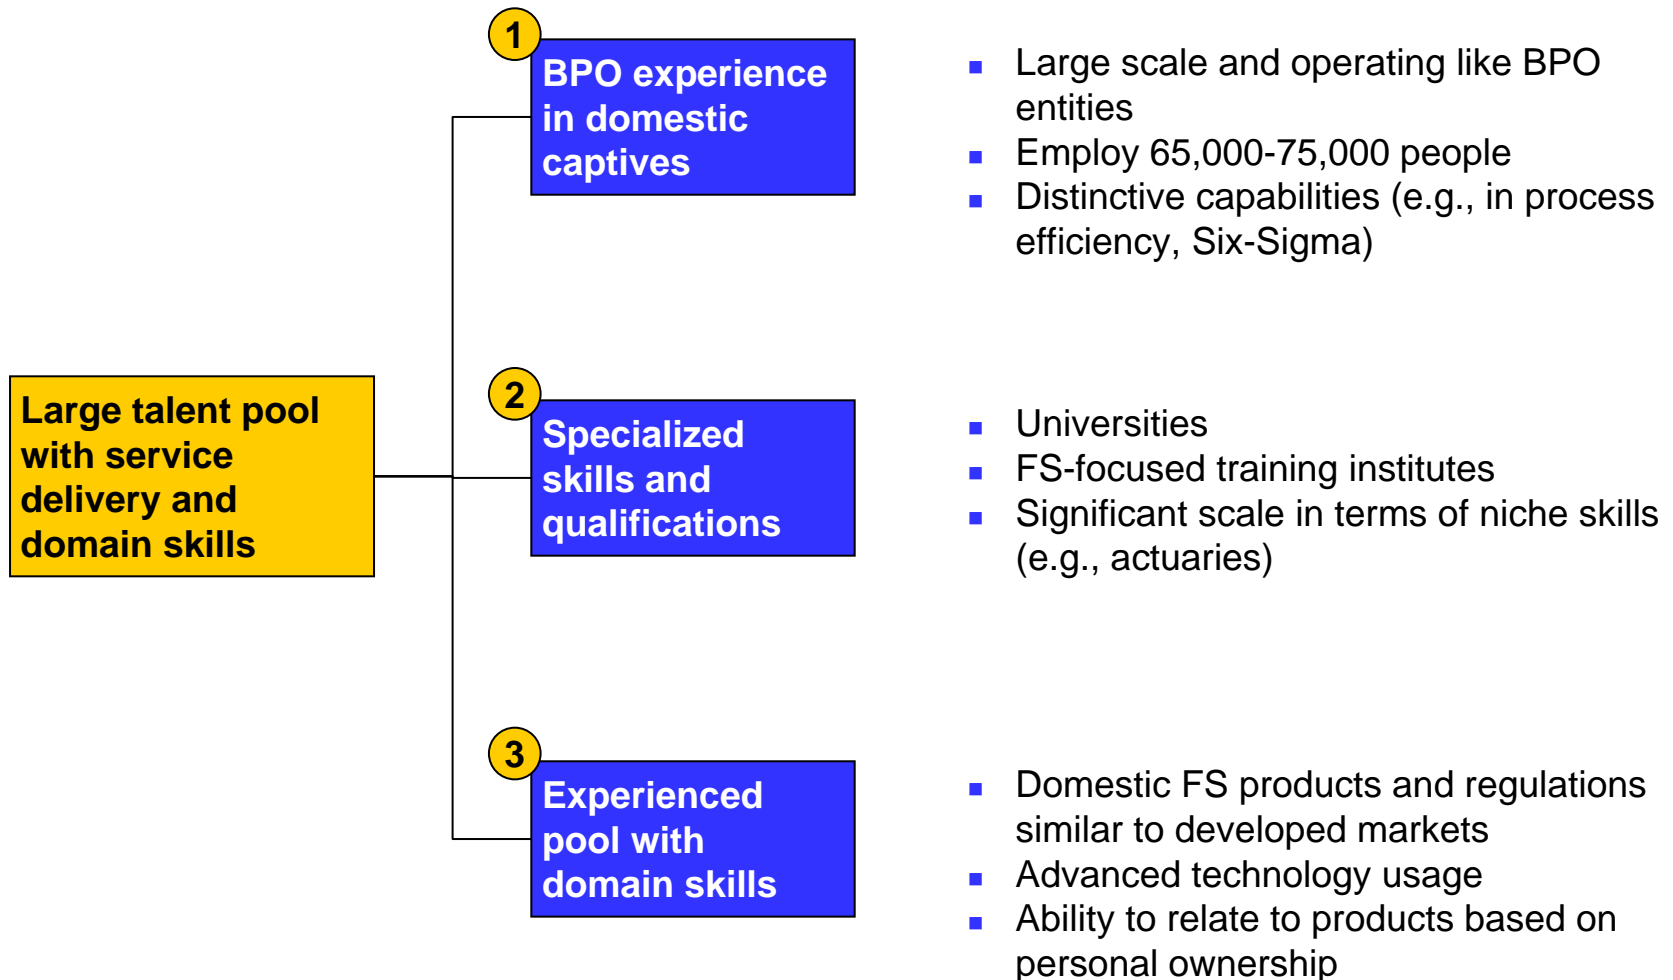 Large talent pool
with service
delivery and
domain skills
1
BPO experience
in domestic
captives
Large scale and operating like BPO
entities
Employ 65,000-75,000 people
Distinctive capabilities (e.g., in process
efficiency, Six-Sigma)
2
Specialized
skills and
qualifications
Universities
FS-focused training institutes
Significant scale in terms of niche skills
(e.g., actuaries)
3
Experienced
pool with
domain skills
Domestic FS products and regulations
similar to developed markets
Advanced technology usage
Ability to relate to products based on
personal ownership